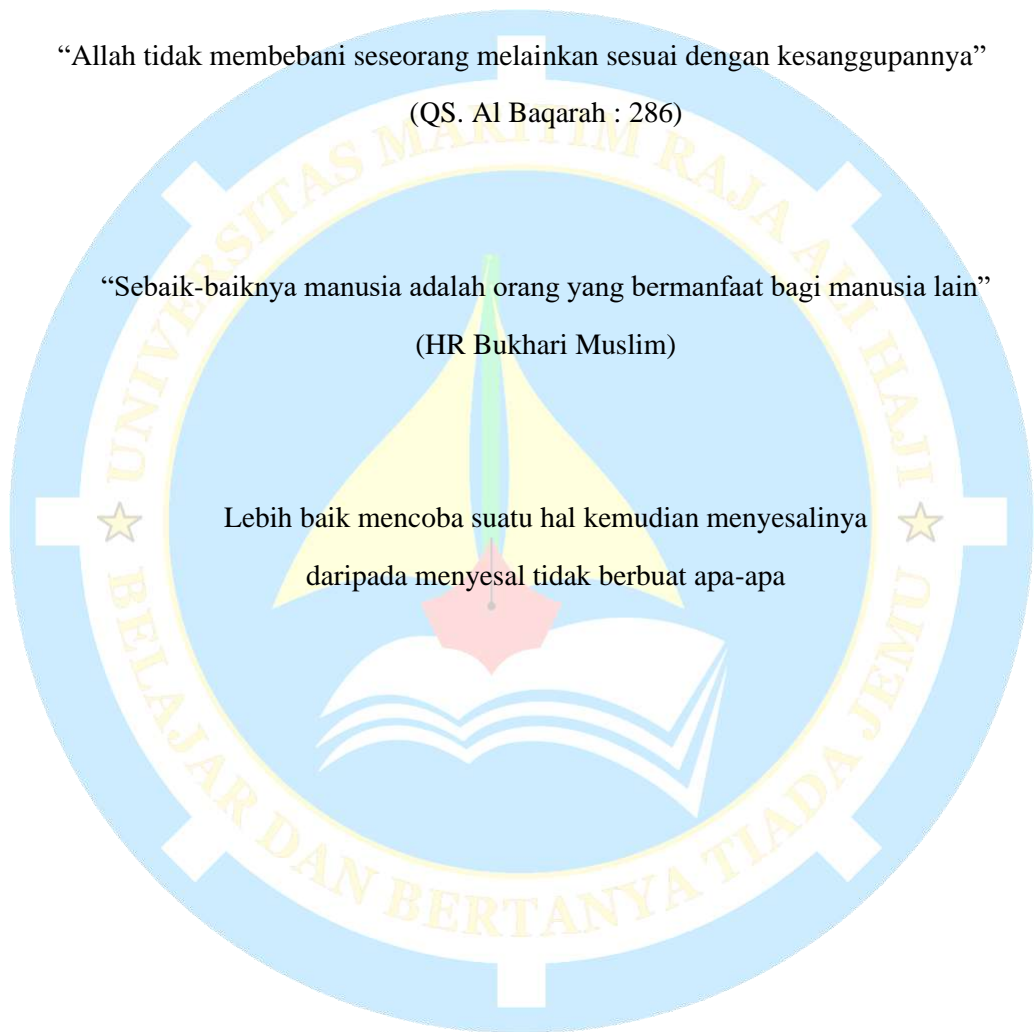 “Allah tidak membebani seseorang melainkan sesuai dengan kesanggupannya”
(QS. Al Baqarah : 286)
UNIVERSITAS MARITIM RAJA ALI HAJI
“Sebaik-baiknya manusia adalah orang yang bermanfaat bagi manusia lain”
(HR Bukhari Muslim)
Lebih baik mencoba suatu hal kemudian menyesalinya
daripada menyesal tidak berbuat apa-apa
BELAJAR DAN BERTANYA TIADA JEMU